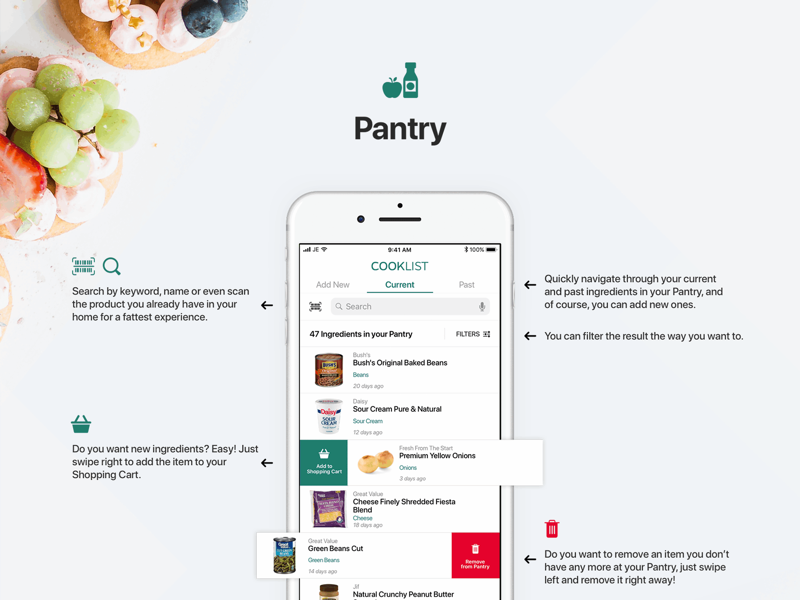 Pantry
Search by keyword, name or even scan
the product you already have in your
home for a fattest experience.
Do you want new ingredients? Easy! Just
swipe right to add the item to your
Shopping Cart.
JE
9:41 AM
100%
COOKLIST
Add New
Current
Past
Search
47 Ingredients in your Pantry
FILTERS
Bush's
Bush's Original Baked Beans
Beans
20 days ago
BUSH'S
Daisy
Sour Cream Pure & Natural
Sour Cream
12 days ago
Daisy
SOUR
CREAM
Add to
Shopping Cart
Fresh From The Start
Premium Yellow Onions
Onions
3 days ago
Great Value
Cheese Finely Shredded Fiesta
Blend
Cheese
18 days ago
Great Value
Green Beans Cut
Green Beans
14 days ago
Remove
from Pantry
Jif
Natural Crunchy Peanut Butter
Quickly navigate through your current
and past ingredients in your Pantry, and
of course, you can add new ones.
You can filter the result the way you want to.
Do you want to remove an item you don't
have any more at your Pantry, just swipe
left and remove it right away!